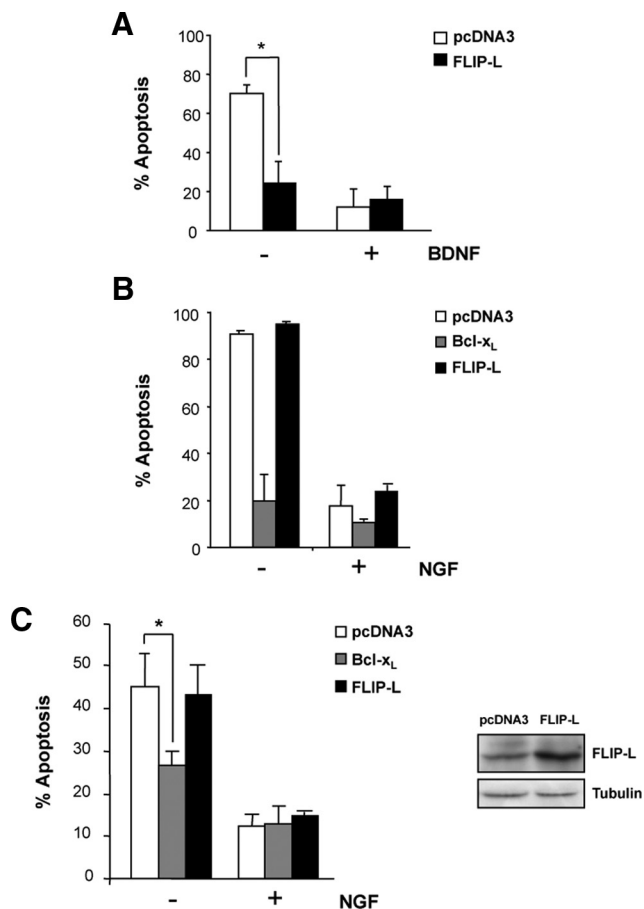 A
% Apoptosis
100
80
60
40
20
0
*
pcDNA3
FLIP-L
- + BDNF
B
% Apoptosis
100
80
60
40
20
0
pcDNA3
Bcl-xL
FLIP-L
- + NGF
C
% Apoptosis
60
50
40
30
20
10
0
*
pcDNA3
Bcl-xL
FLIP-L
- + NGF
pcDNA3 FLIP-L
FLIP-L
Tubulin